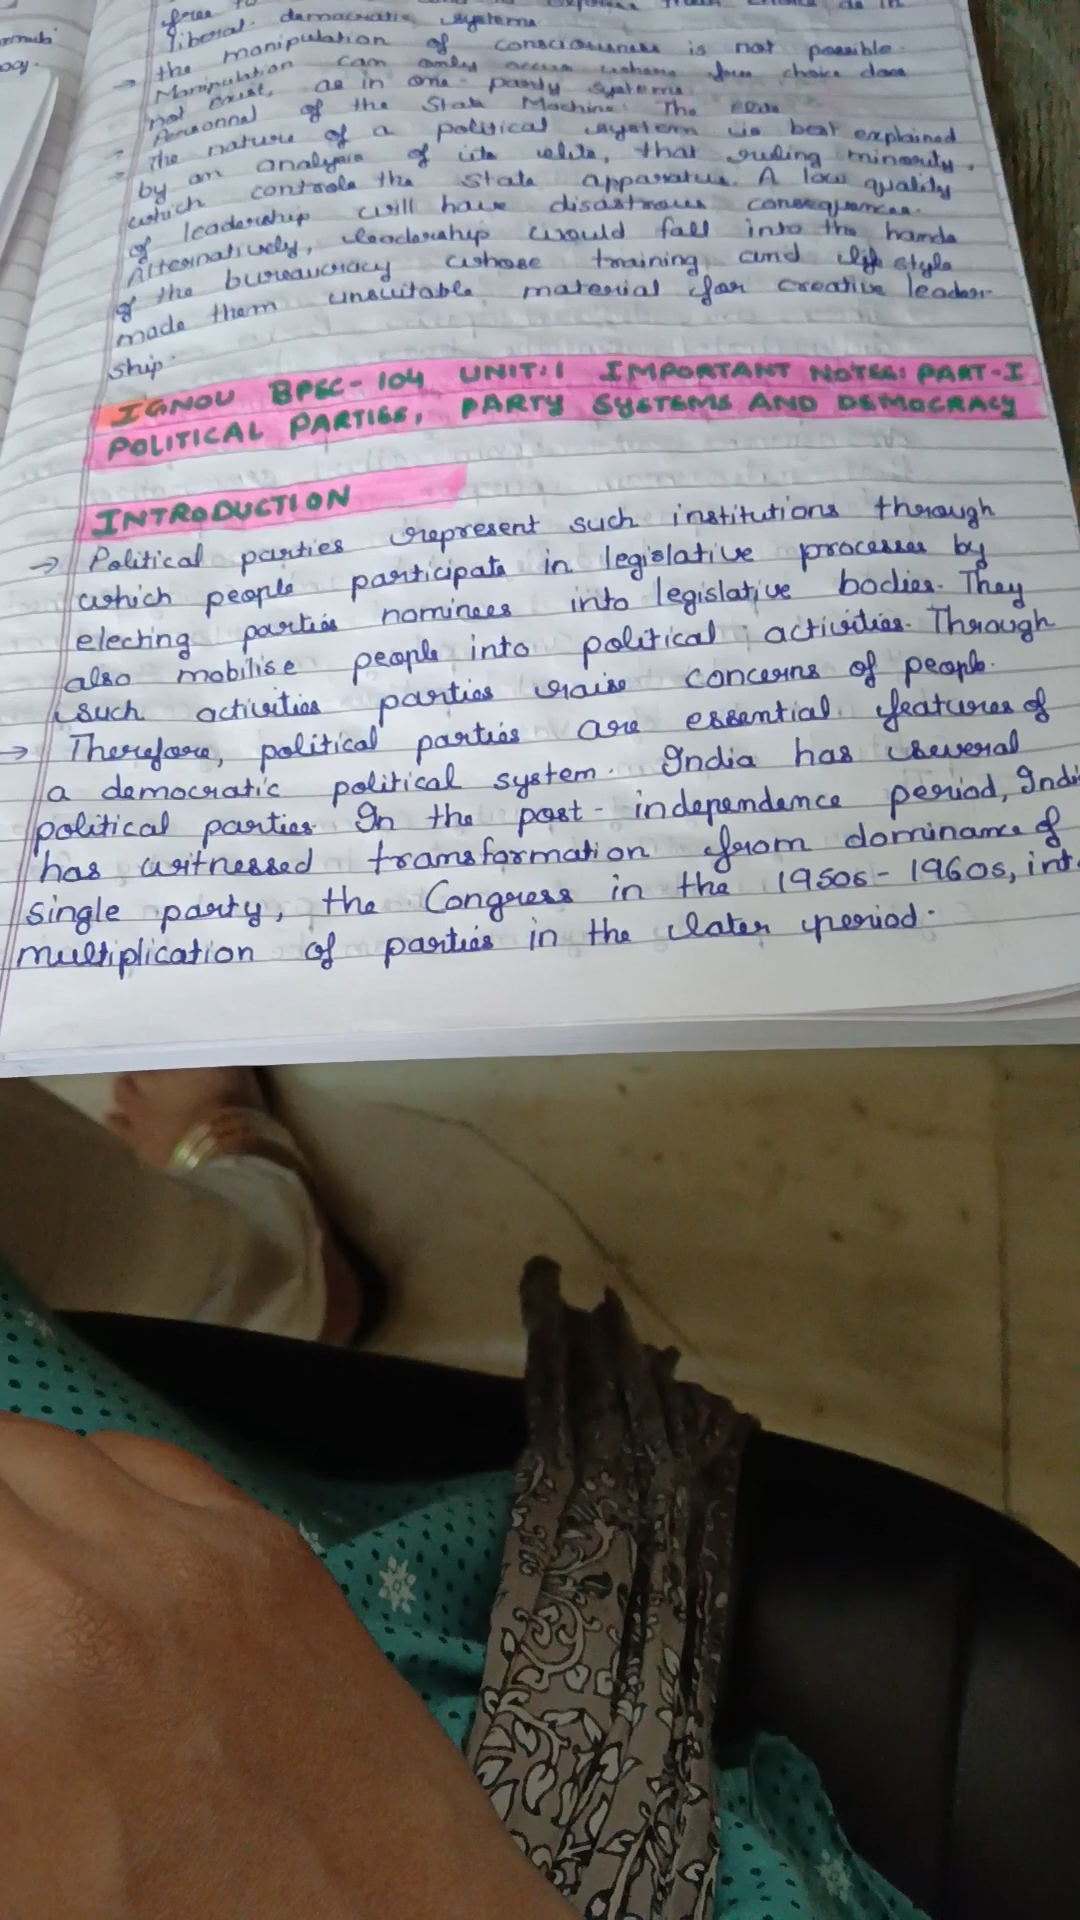 liberal democratic systems
the manipulation of consciousness is not possible.
→ Manipulation can only occur where free choice does
not exist, as in one-party systems.
→ Personnel of the State Machine: The
→ The nature of a political system is best explained
by an analysis of its elite, that ruling minority,
which controls the State apparatus. A low quality
of leadership will have disastrous consequences.
Alternatively, leadership would fall into the hands
of the bureaucracy whose training and life style
made them unsuitable material for creative leader-
ship.
IGNOU BPSC-104 UNIT:1 IMPORTANT NOTES: PART-I
POLITICAL PARTIES, PARTY SYSTEMS AND DEMOCRACY
INTRODUCTION
→ Political parties represent such institutions through
which people participate in legislative processes by
electing parties nominees into legislative bodies. They
also mobilise people into political activities. Through
such activities parties raise concerns of people.
→ Therefore, political parties are essential features of
a democratic political system. India has several
political parties. In the post-independence period, Indi
has witnessed transformation from dominance of
single party, the Congress in the 1950s-1960s, int
multiplication of parties in the later period.